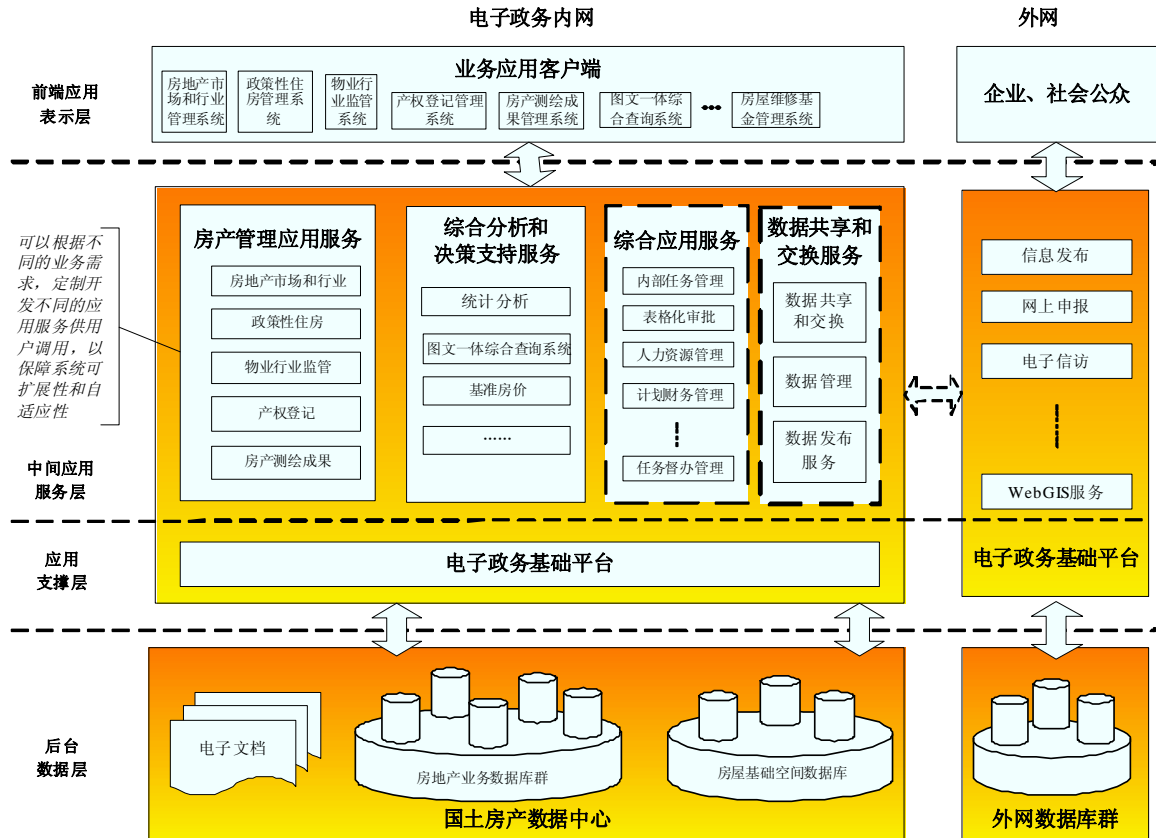 电子政务内网
外网
前端应用
表示层
业务应用客户端
房地产市
场和行业
管理系统
政策性住
房管理系
统
物业行
业监管
系统
产权登记管理
系统
房产测绘成
果管理系统
图文一体综
合查询系统
房屋维修基
金管理系统
企业、社会公众
可以根据不
同的业务需
求，定制开
发不同的应
用服务供用
户调用，以
保障系统可
扩展性和自
适应性
中间应用
服务层
房产管理应用服务
房地产市场和行业
政策性住房
物业行业监管
产权登记
房产测绘成果
综合分析和
决策支持服务
统计分析
图文一体综合查询系统
基准房价
……
综合应用服务
内部任务管理
表格化审批
人力资源管理
计划财务管理
任务督办管理
数据共享和
交换服务
数据共享
和交换
数据管理
数据发布
服务
信息发布
网上申报
电子信访
WebGIS服务
应用
支撑层
电子政务基础平台
电子政务基础平台
后台
数据层
电子文档
房地产业务数据库群
房屋基础空间数据库
国土房产数据中心
外网数据库群